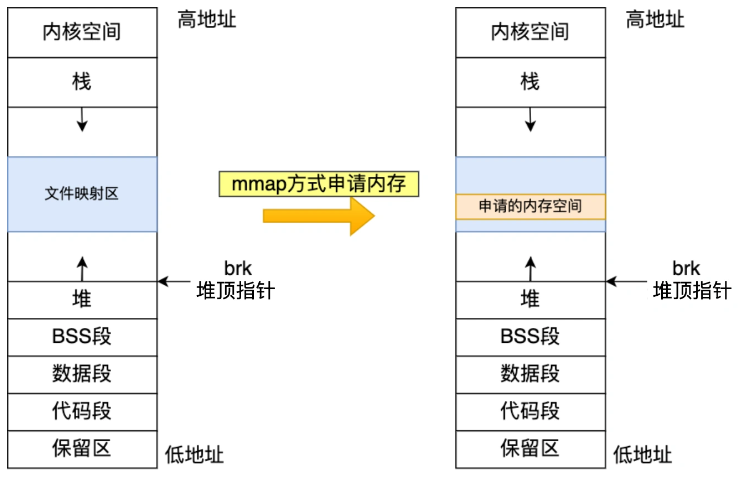 内核空间
高地址
栈
文件映射区
brk
堆顶指针
堆
BSS段
数据段
代码段
保留区
低地址
mmap方式申请内存
内核空间
高地址
栈
申请的内存空间
brk
堆顶指针
堆
BSS段
数据段
代码段
保留区
低地址